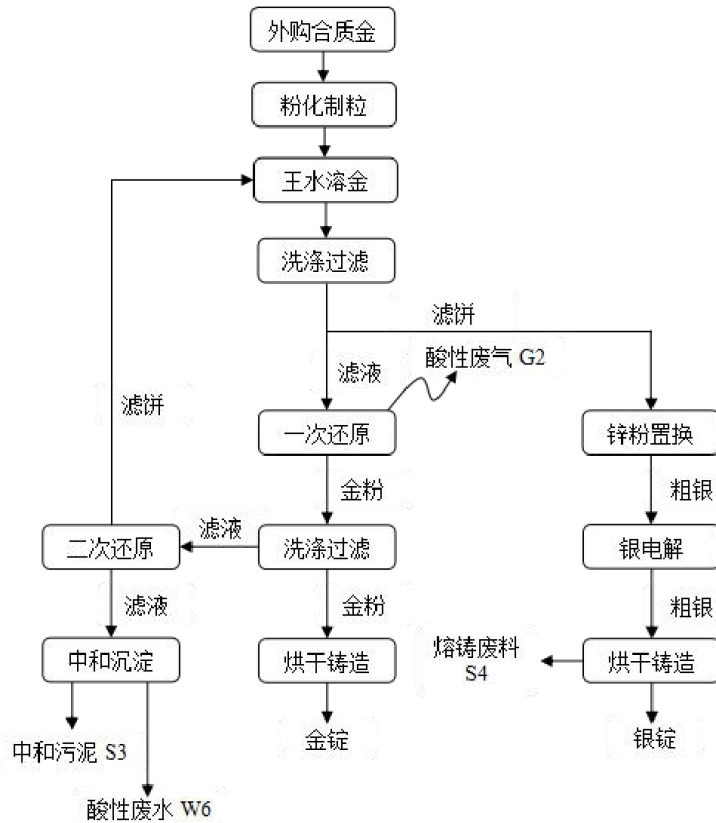 外购合质金
粉化制粒
王水溶金
洗涤过滤
滤饼
酸性废气 G2
滤液
滤饼
一次还原
锌粉置换
金粉
粗银
滤液
二次还原
洗涤过滤
银电解
滤液
金粉
粗银
中和沉淀
烘干铸造
熔铸废料
S4
烘干铸造
中和污泥 S3
金锭
银锭
酸性废水 W6